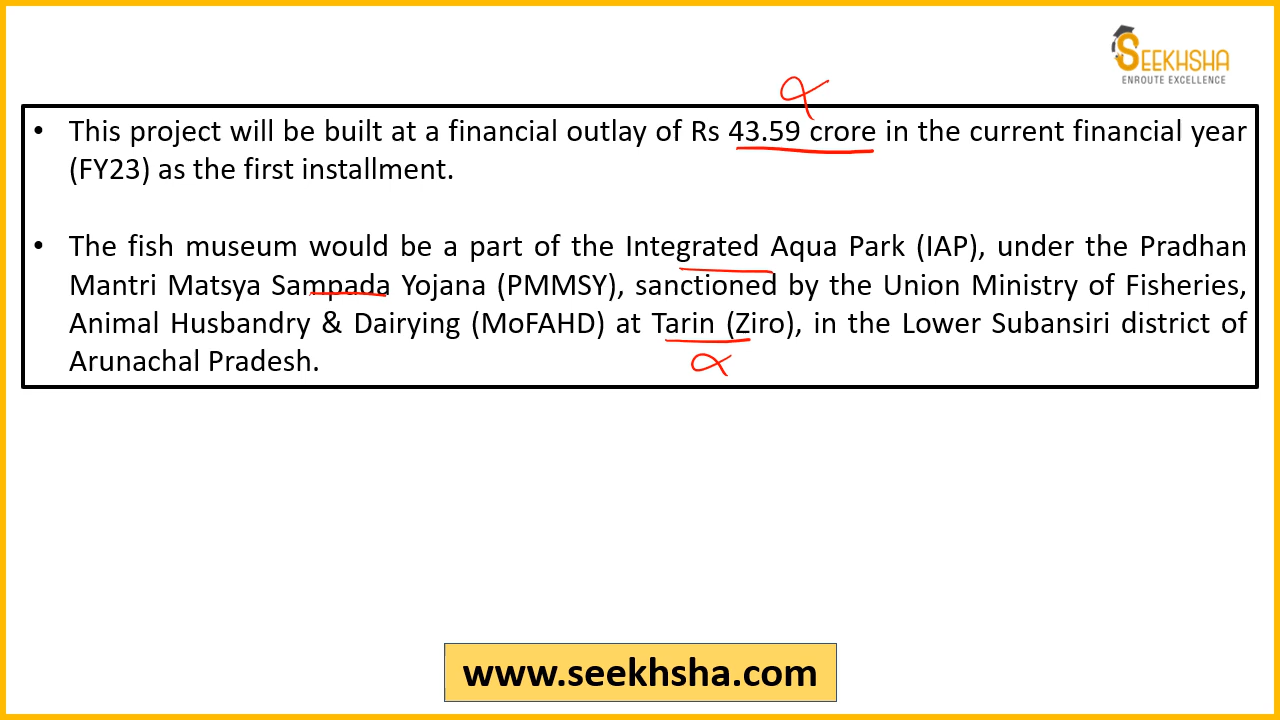 SEEKHSHA
ENROUTE EXCELLENCE
• This project will be built at a financial outlay of Rs 43.59 crore in the current financial year
(FY23) as the first installment.
• The fish museum would be a part of the Integrated Aqua Park (IAP), under the Pradhan
Mantri Matsya Sampada Yojana (PMMSY), sanctioned by the Union Ministry of Fisheries,
Animal Husbandry & Dairying (MoFAHD) at Tarin (Ziro), in the Lower Subansiri district of
Arunachal Pradesh.
www.seekhsha.com